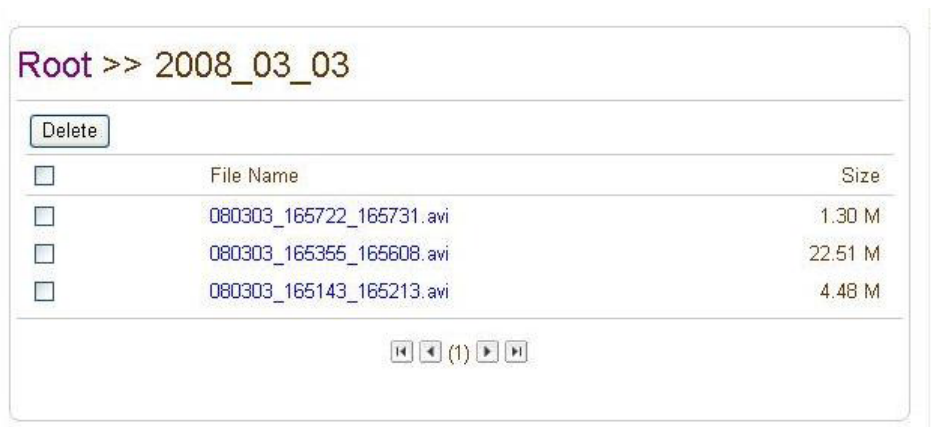 Root >> 2008_03_03
Delete
File Name Size
080303_165722_165731.avi 1.30 M
080303_165355_165608.avi 22.51 M
080303_165143_165213.avi 4.48 M
(1)